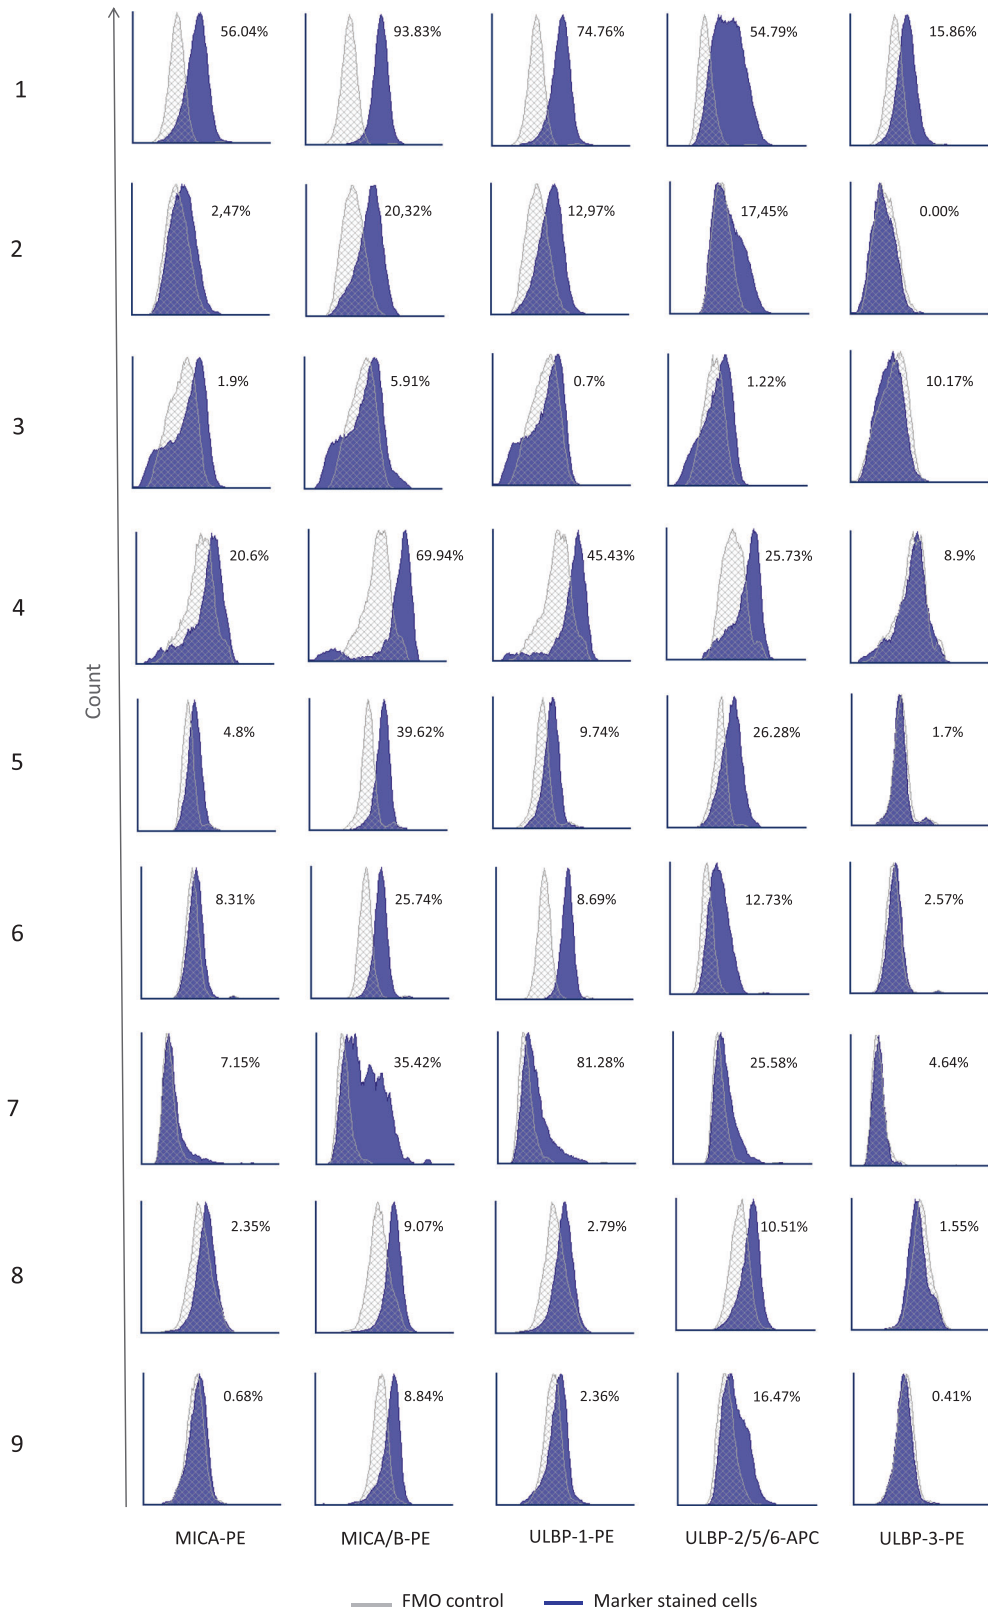 1 56.04% 93.83% 74.76% 54.79% 15.86%
2 2,47% 20,32% 12,97% 17,45% 0.00%
3 1.9% 5.91% 0.7% 1.22% 10.17%
4 20.6% 69.94% 45.43% 25.73% 8.9%
Count
5 4.8% 39.62% 9.74% 26.28% 1.7%
6 8.31% 25.74% 8.69% 12.73% 2.57%
7 7.15% 35.42% 81.28% 25.58% 4.64%
8 2.35% 9.07% 2.79% 10.51% 1.55%
9 0.68% 8.84% 2.36% 16.47% 0.41%
MICA-PE MICA/B-PE ULBP-1-PE ULBP-2/5/6-APC ULBP-3-PE
FMO control Marker stained cells